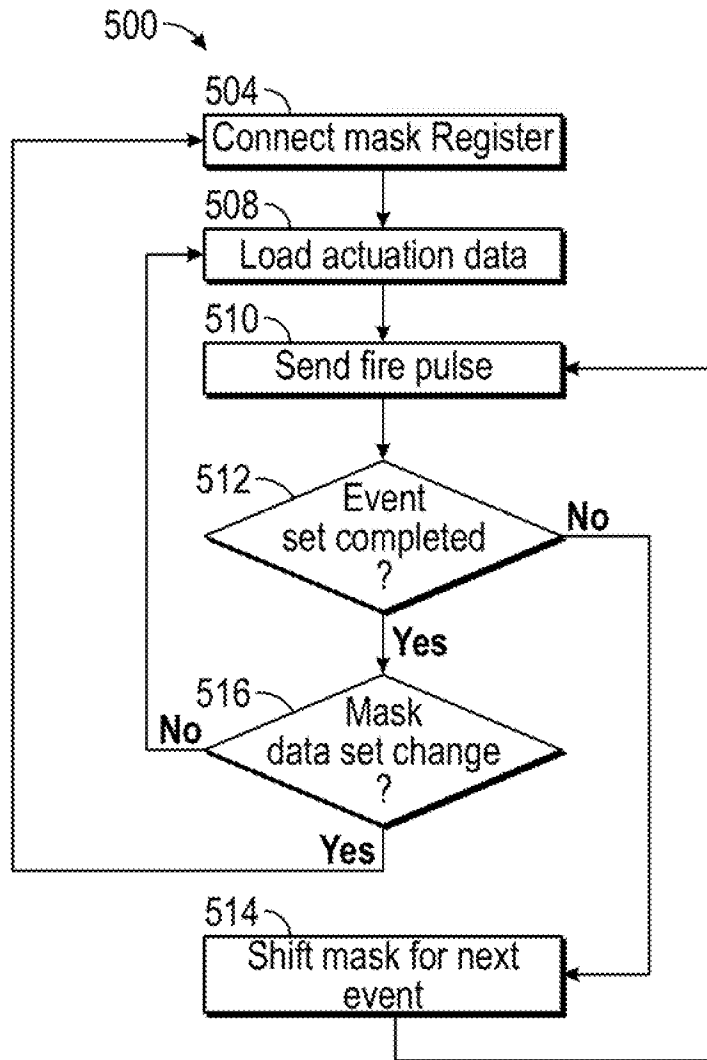 500
504
Connect mask Register
508
Load actuation data
510
Send fire pulse
512
Event
set completed
?
No
Yes
516
Mask
data set change
?
No
Yes
514
Shift mask for next
event